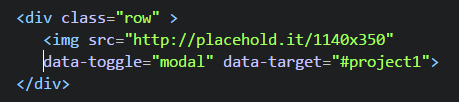 <div class="row" >
<img src="http://placehold.it/1140x350"
data-toggle="modal" data-target="#project1">
</div>